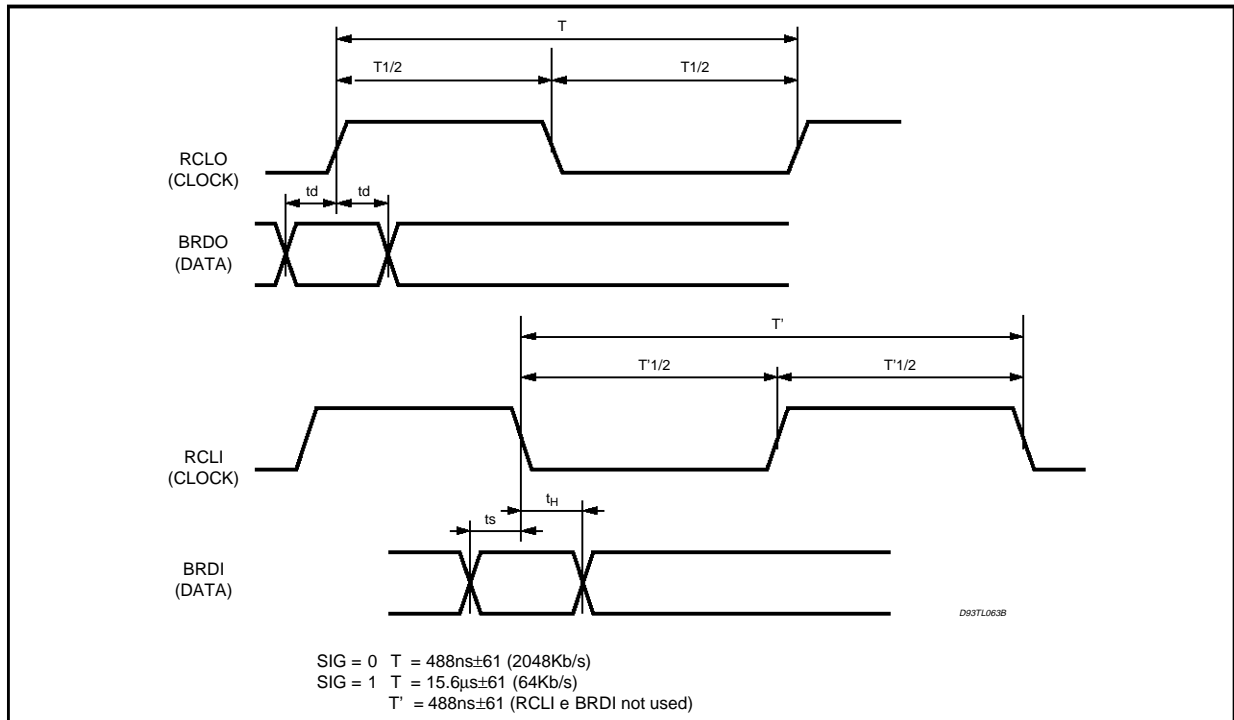 T
T1/2 T1/2
RCLO
(CLOCK)
td td
BRDO
(DATA)
T'
T'1/2 T'1/2
RCLI
(CLOCK)
tH
ts
BRDI
(DATA)
D93TL063B
SIG = 0 T = 488ns±61 (2048Kb/s)
SIG = 1 T = 15.6µs±61 (64Kb/s)
T' = 488ns±61 (RCLI e BRDI not used)